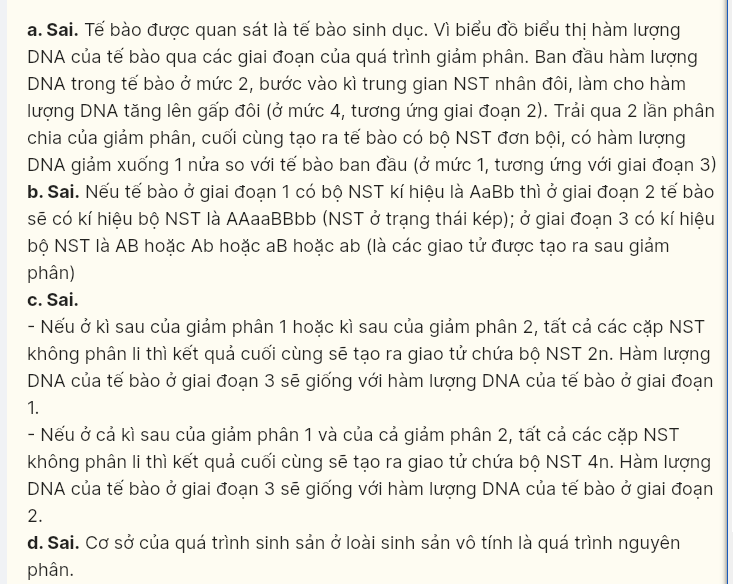 a. Sai. Tế bào được quan sát là tế bào sinh dục. Vì biểu đồ biểu thị hàm lượng
DNA của tế bào qua các giai đoạn của quá trình giảm phân. Ban đầu hàm lượng
DNA trong tế bào ở mức 2, bước vào kì trung gian NST nhân đôi, làm cho hàm
lượng DNA tăng lên gấp đôi (ở mức 4, tương ứng giai đoạn 2). Trải qua 2 lần phân
chia của giảm phân, cuối cùng tạo ra tế bào có bộ NST đơn bội, có hàm lượng
DNA giảm xuống 1 nửa so với tế bào ban đầu (ở mức 1, tương ứng với giai đoạn 3)
b. Sai. Nếu tế bào ở giai đoạn 1 có bộ NST kí hiệu là AaBb thì ở giai đoạn 2 tế bào
sẽ có kí hiệu bộ NST là AAaaBBbb (NST ở trạng thái kép); ở giai đoạn 3 có kí hiệu
bộ NST là AB hoặc Ab hoặc aB hoặc ab (là các giao tử được tạo ra sau giảm
phân)
c. Sai.
- Nếu ở kì sau của giảm phân 1 hoặc kì sau của giảm phân 2, tất cả các cặp NST
không phân li thì kết quả cuối cùng sẽ tạo ra giao tử chứa bộ NST 2n. Hàm lượng
DNA của tế bào ở giai đoạn 3 sẽ giống với hàm lượng DNA của tế bào ở giai đoạn
1.
- Nếu ở cả kì sau của giảm phân 1 và của cả giảm phân 2, tất cả các cặp NST
không phân li thì kết quả cuối cùng sẽ tạo ra giao tử chứa bộ NST 4n. Hàm lượng
DNA của tế bào ở giai đoạn 3 sẽ giống với hàm lượng DNA của tế bào ở giai đoạn
2.
d. Sai. Cơ sở của quá trình sinh sản ở loài sinh sản vô tính là quá trình nguyên
phân.